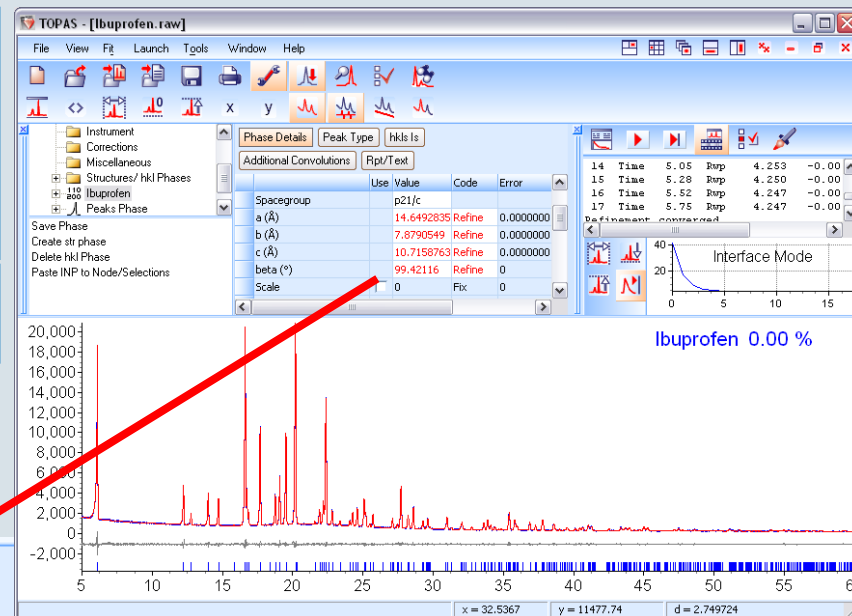 TOPAS - [Ibuprofen.raw]
File View Fit Launch Tools Window Help
x y
Instrument
Corrections
Miscellaneous
Structures/ hkl Phases
110 200 Ibuprofen
Peaks Phase
Save Phase
Create str phase
Delete hkl Phase
Paste INP to Node/Selections
Phase Details Peak Type hkls Is
Additional Convolutions Rpt/Text
Use Value Code Error
Spacegroup p21/c
a (Å) 14.6492835 Refine 0.0000000
b (Å) 7.8790549 Refine 0.0000000
c (Å) 10.7158763 Refine 0.0000000
beta (°) 99.42116 Refine 0
Scale 0 Fix 0
14 Time 5.05 Rwp 4.253 -0.00
15 Time 5.28 Rwp 4.250 -0.00
16 Time 5.52 Rwp 4.247 -0.00
17 Time 5.75 Rwp 4.247 -0.00
Refinement converged
40
20
Interface Mode
0 5 10 15
Ibuprofen 0.00 %
20,000
18,000
16,000
14,000
12,000
10,000
8,000
6,000
4,000
2,000
0
-2,000
5 10 15 20 25 30 35 40 45 50 55 6
x = 32.5367 y = 11477.74 d = 2.749724